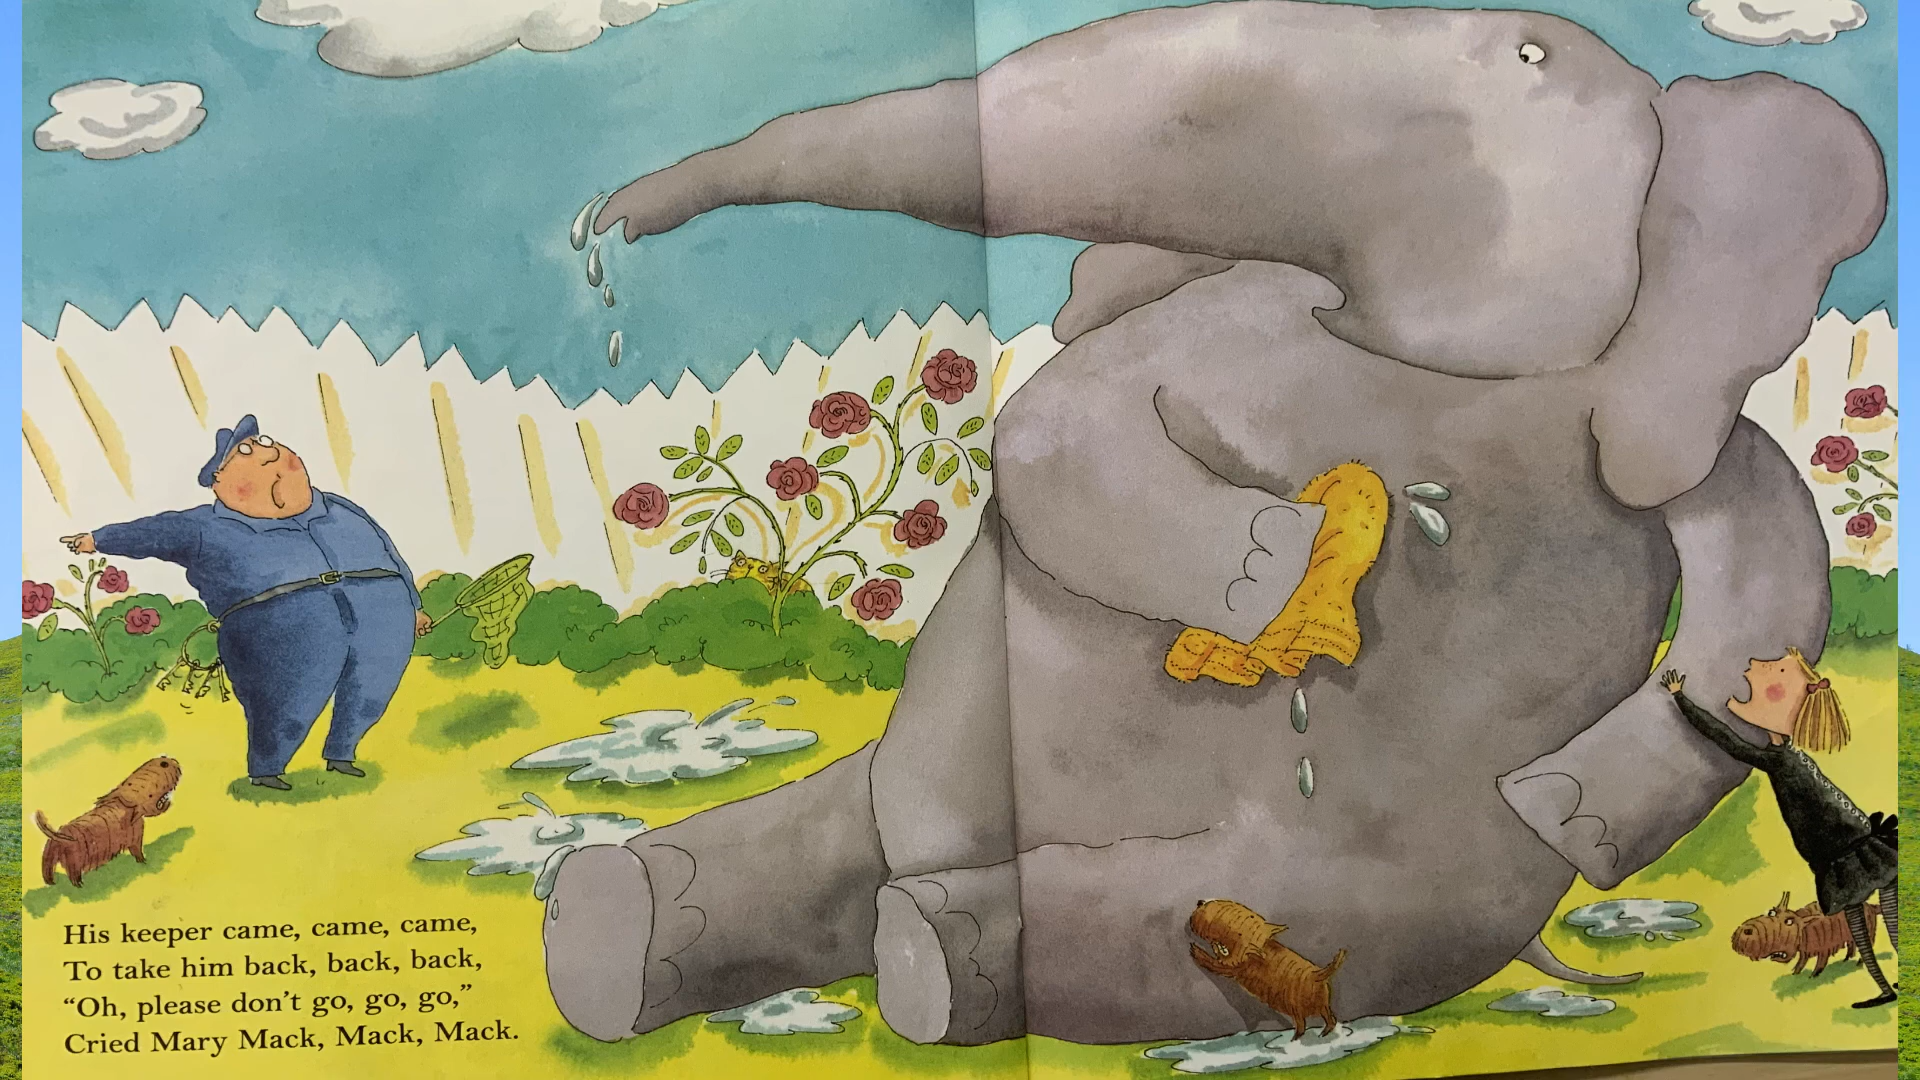 His keeper came, came, came,
To take him back, back, back,
“Oh, please don’t go, go, go,”
Cried Mary Mack, Mack, Mack.